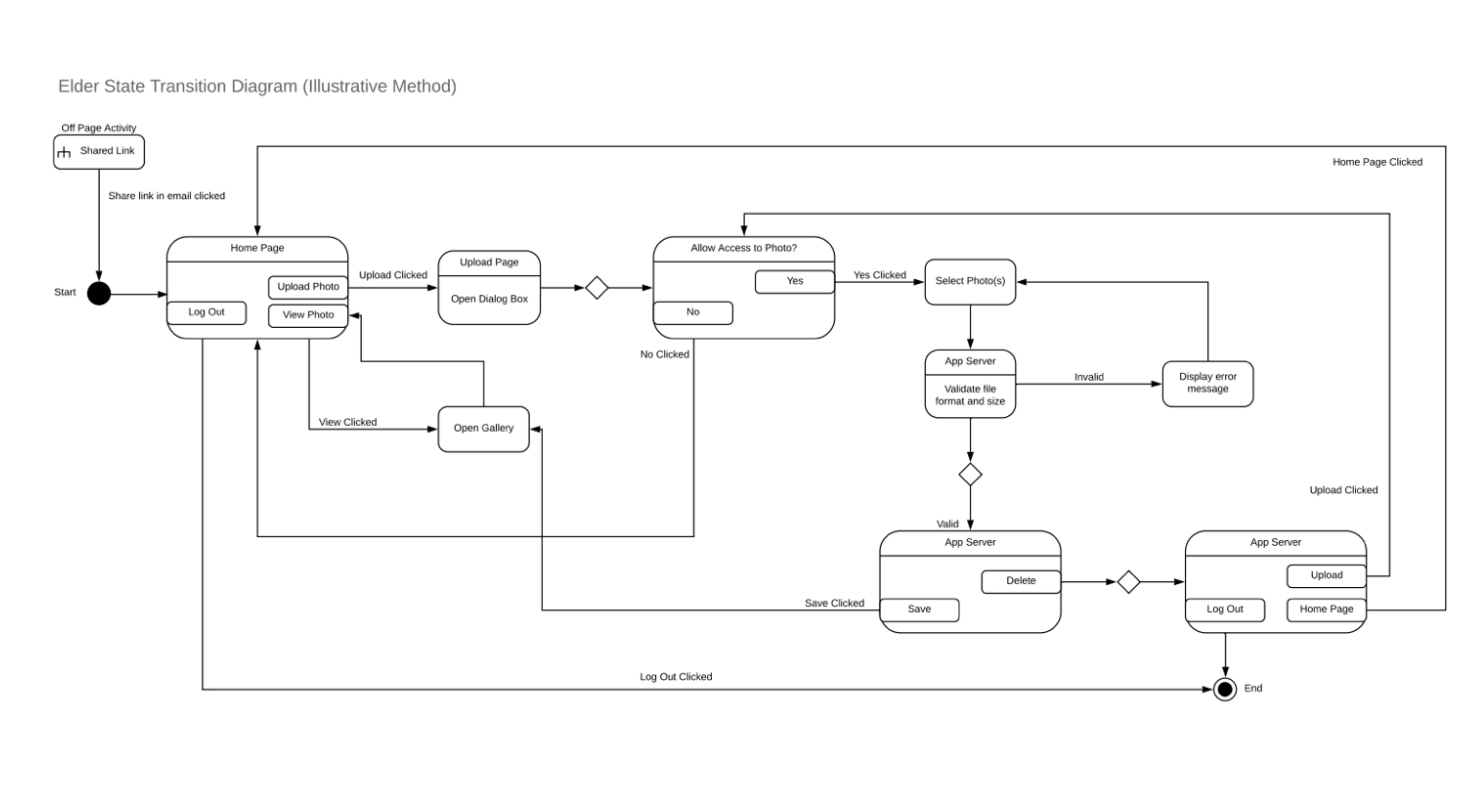 Elder State Transition Diagram (Illustrative Method)
Off Page Activity
Shared Link
Share link in email clicked
Start
Home Page
Upload Photo
Log Out
View Photo
Upload Clicked
Upload Page
Open Dialog Box
Allow Access to Photo?
Yes
No
Yes Clicked
Select Photo(s)
Home Page Clicked
No Clicked
App Server
Validate file
format and size
Invalid
Display error
message
View Clicked
Open Gallery
Upload Clicked
Valid
App Server
Delete
Save
Save Clicked
App Server
Upload
Log Out
Home Page
Log Out Clicked
End